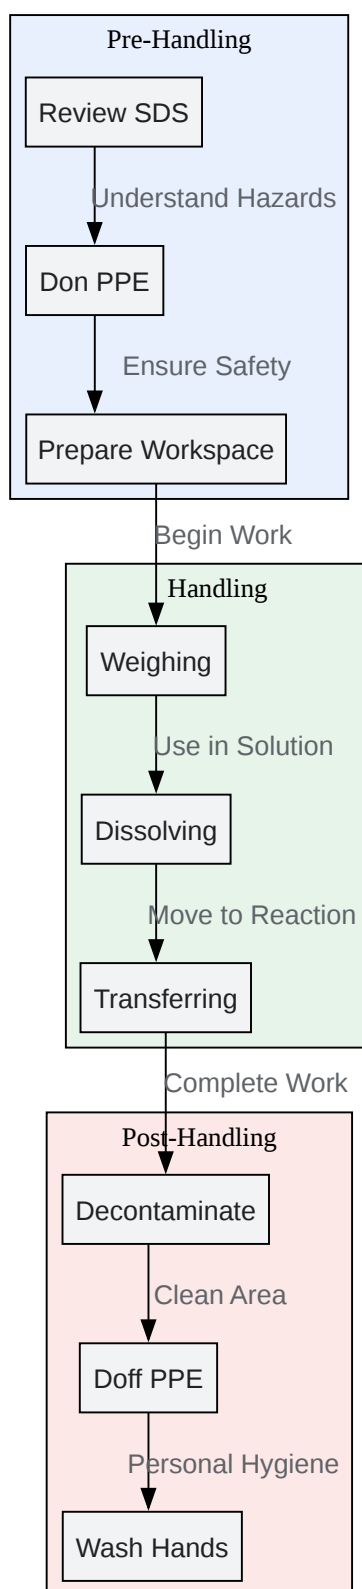 Pre-Handling
Review SDS
Understand Hazards
Don PPE
Ensure Safety
Prepare Workspace
Begin Work
Handling
Weighing
Use in Solution
Dissolving
Move to Reaction
Transferring
Complete Work
Post-Handling
Decontaminate
Clean Area
Doff PPE
Personal Hygiene
Wash Hands